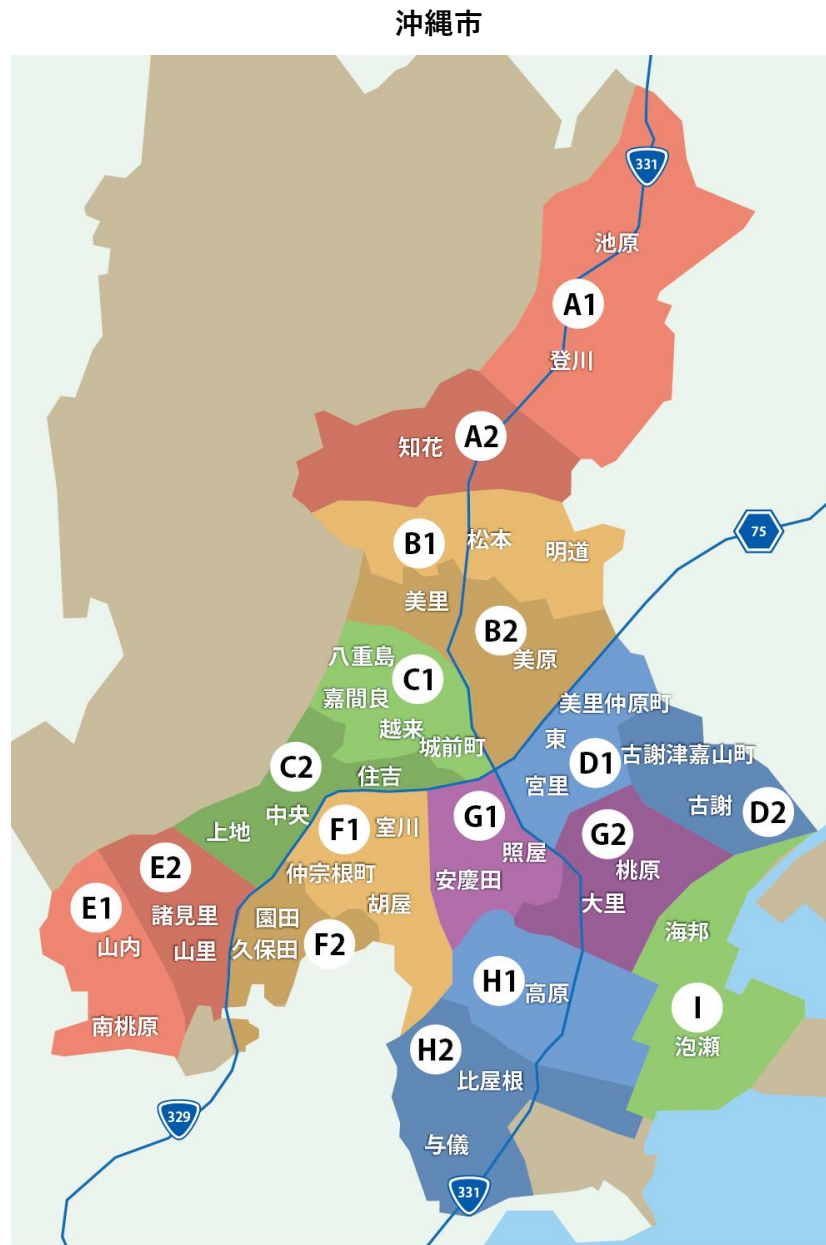 沖縄市
331
池原
A1
登川
A2
知花
75
B1
松本
明道
美里
B2
美原
八重島
C1
嘉間良
越来
城前町
美里仲原町
東
古謝津嘉山町
C2
住吉
宮里
D1
古謝
D2
上地
中央
F1
室川
G1
照屋
G2
桃原
E2
仲宗根町
安慶田
E1
諸見里
園田
胡屋
大里
山内
山里
久保田
F2
海邦
H1
高原
I
南桃原
H2
泡瀬
比屋根
329
与儀
331